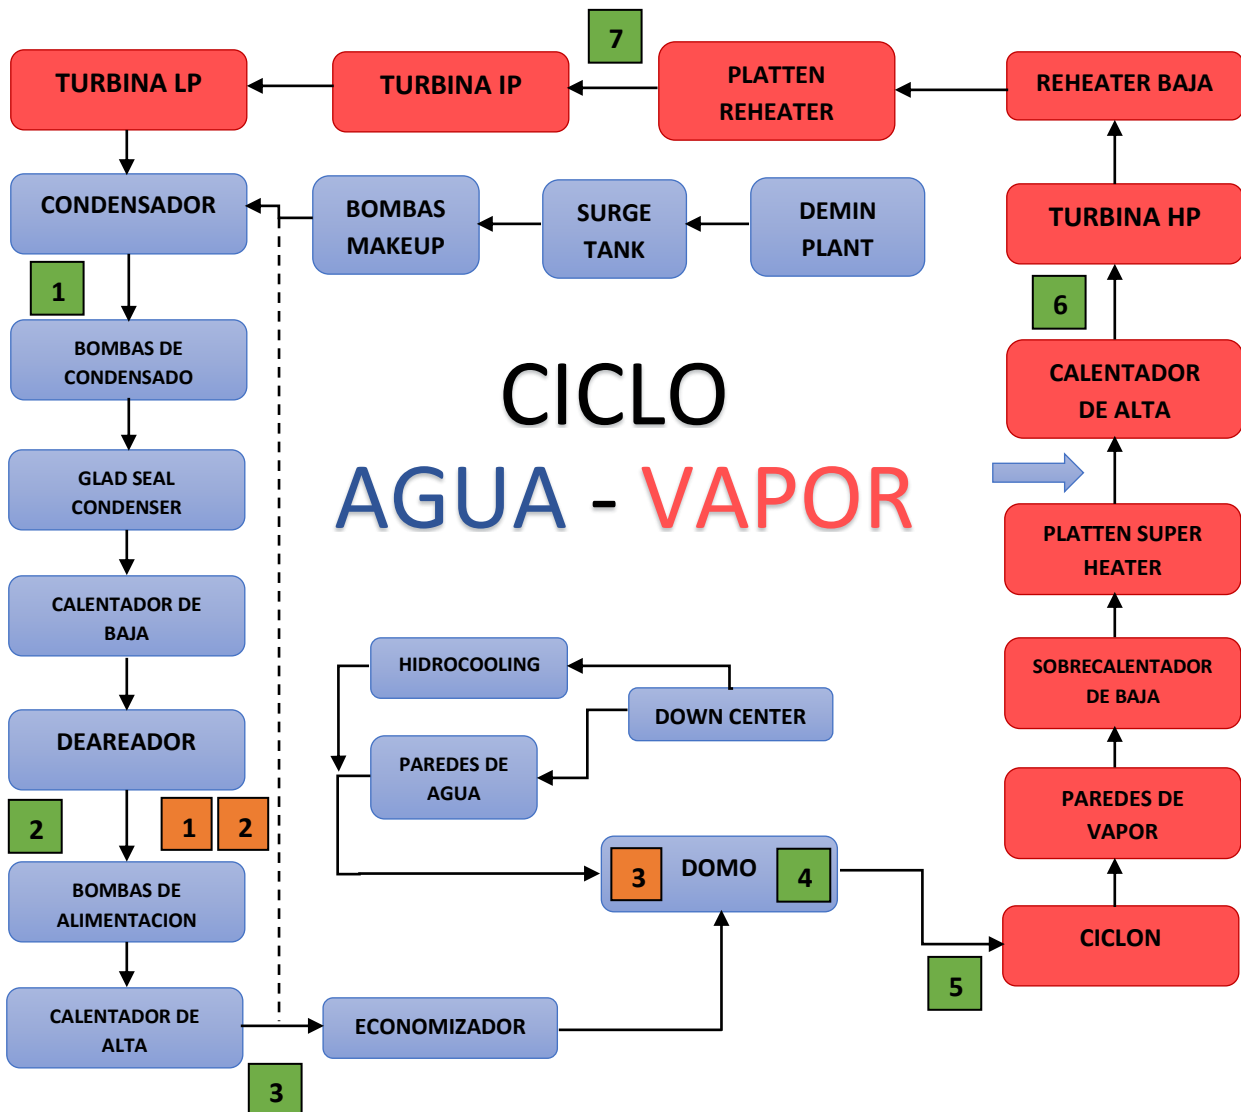 7
TURBINA LP
TURBINA IP
PLATTEN
REHEATER
REHEATER BAJA
CONDENSADOR
BOMBAS
MAKEUP
SURGE
TANK
DEMIN
PLANT
TURBINA HP
1
6
BOMBAS DE
CONDENSADO
CALENTADOR
DE ALTA
CICLO
AGUA - VAPOR
GLAD SEAL
CONDENSER
PLATTEN SUPER
HEATER
CALENTADOR DE
BAJA
HIDROCOOLING
DOWN CENTER
SOBRECALENTADOR
DE BAJA
DEAREADOR
PAREDES DE
AGUA
PAREDES DE
VAPOR
2
1
2
3
DOMO
4
BOMBAS DE
ALIMENTACION
CICLON
5
CALENTADOR DE
ALTA
ECONOMIZADOR
3